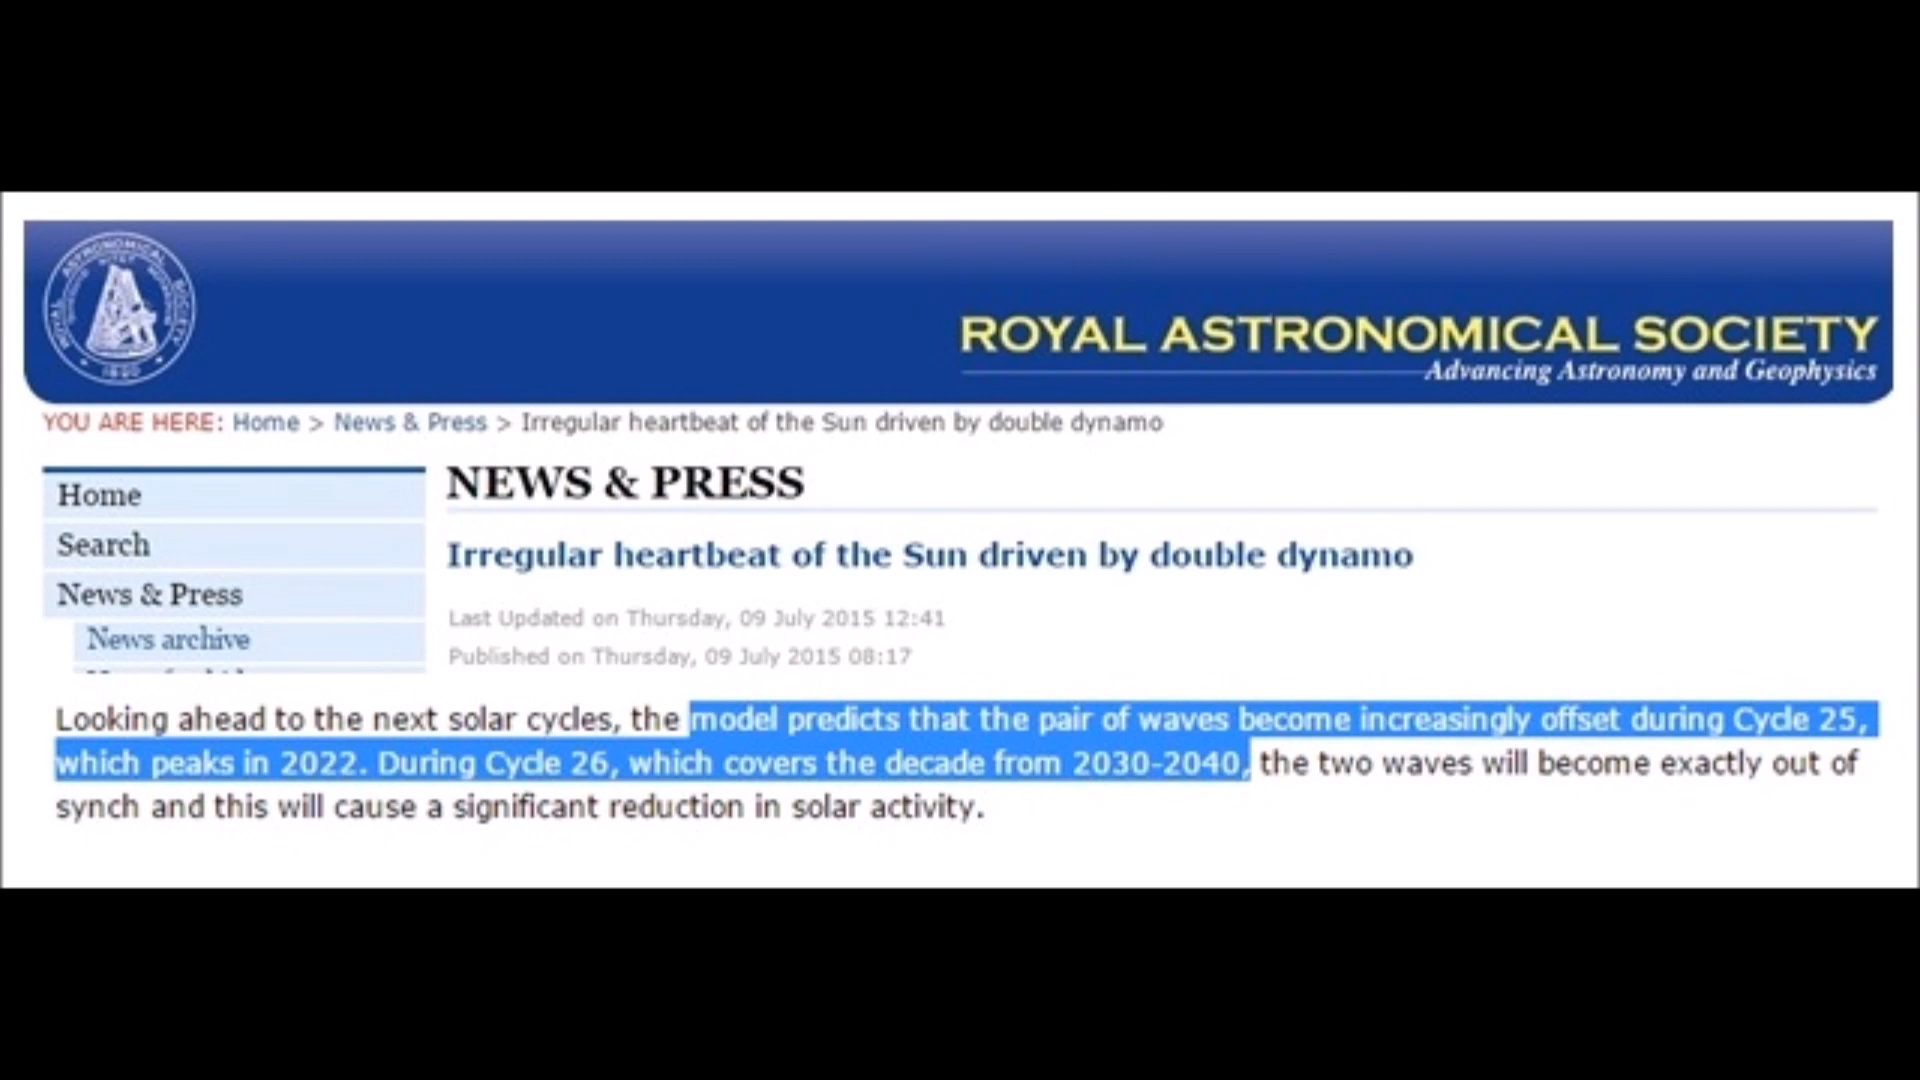 ROYAL ASTRONOMICAL SOCIETY
1820
ROYAL ASTRONOMICAL SOCIETY
Advancing Astronomy and Geophysics
YOU ARE HERE: Home > News & Press > Irregular heartbeat of the Sun driven by double dynamo
Home
Search
News & Press
News archive
NEWS & PRESS
Irregular heartbeat of the Sun driven by double dynamo
Last Updated on Thursday, 09 July 2015 12:41
Published on Thursday, 09 July 2015 08:17
Looking ahead to the next solar cycles, the model predicts that the pair of waves become increasingly offset during Cycle 25,
which peaks in 2022. During Cycle 26, which covers the decade from 2030-2040, the two waves will become exactly out of
synch and this will cause a significant reduction in solar activity.